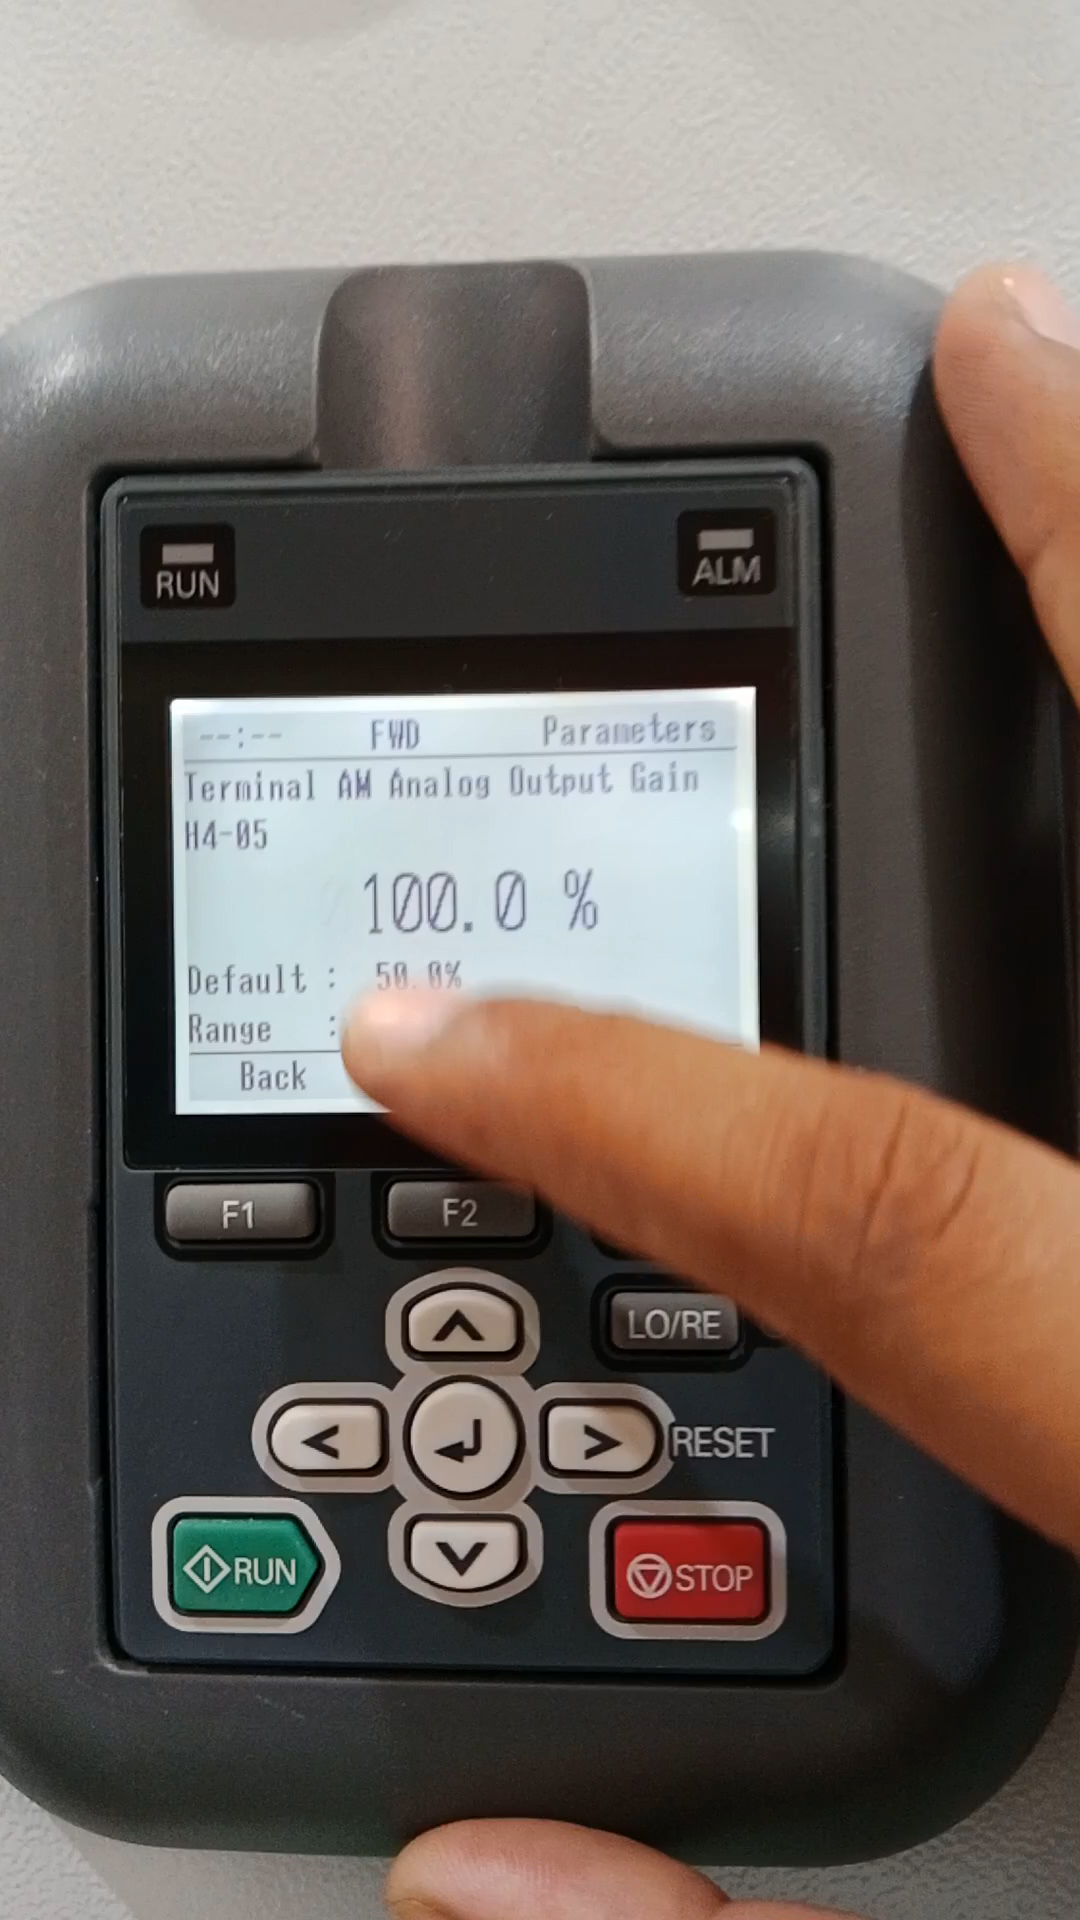 RUN
ALM
--:-- FWD Parameters
Terminal AM Analog Output Gain
H4-05
100.0 %
Default : 50.0%
Range :
Back
F1
F2
LO/RE
RESET
RUN
STOP